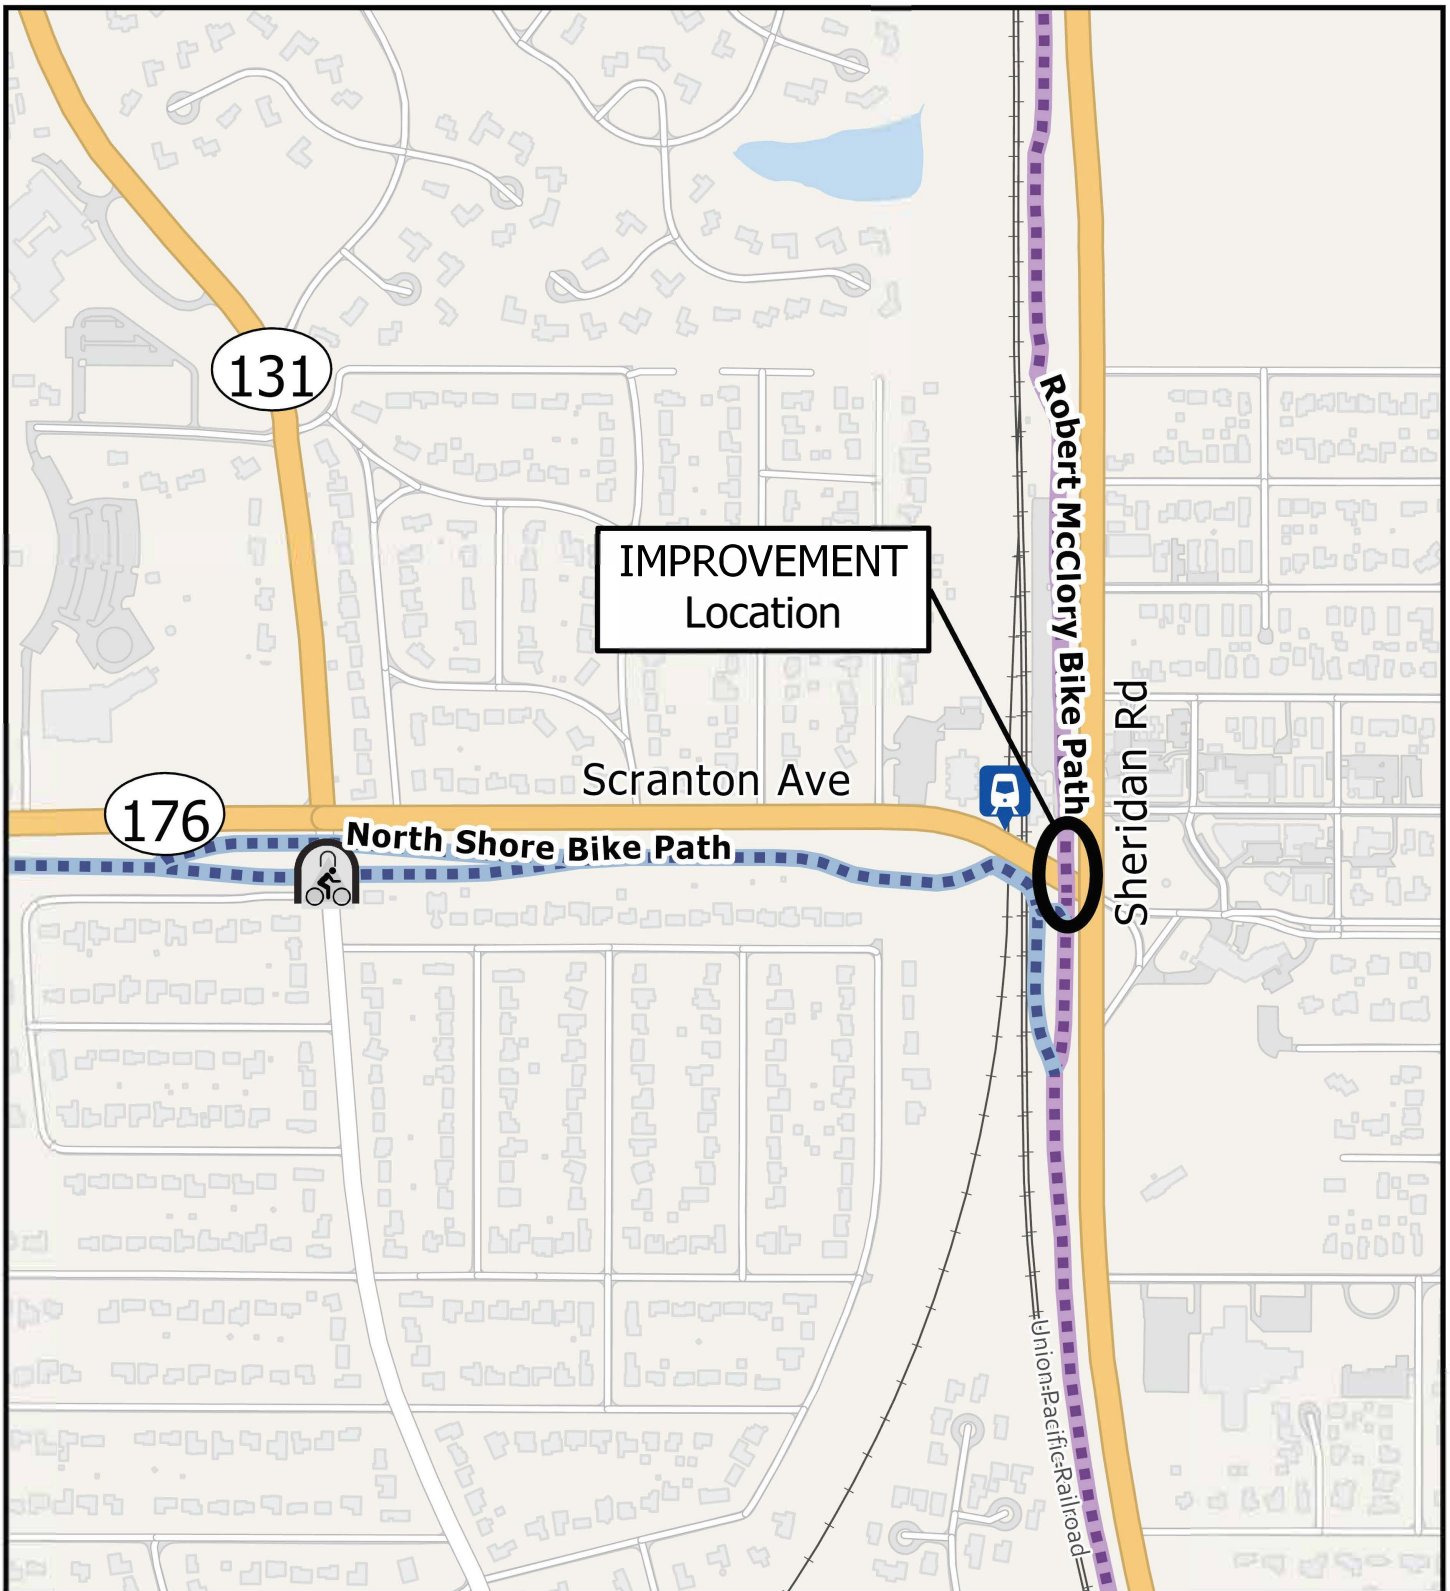 131
Robert McClory Bike Path
IMPROVEMENT
Location
Sheridan Rd
Scranton Ave
176
North Shore Bike Path
Union Pacific Railroad